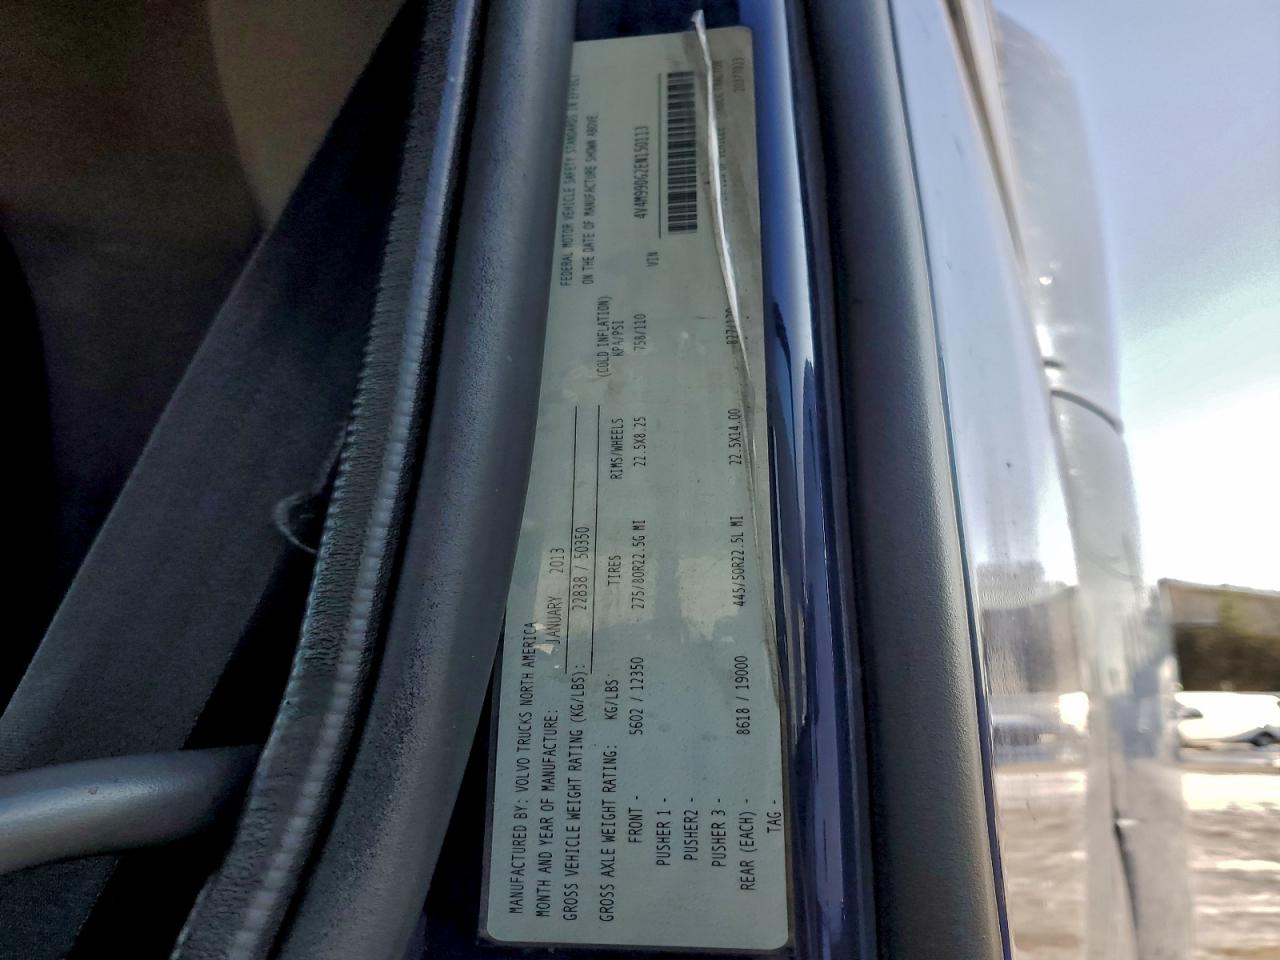 MANUFACTURED BY: VOLVO TRUCKS NORTH AMERICA
MONTH AND YEAR OF MANUFACTURE: JANUARY 2013
GROSS VEHICLE WEIGHT RATING (KG/LBS): 22838 / 50350
GROSS AXLE WEIGHT RATING: KG/LBS TIRES RIMS/WHEELS (COLD INFLATION) KPA/PSI
FRONT - 5602 / 12350 275/80R22.5G MI 22.5X8.25 758/110
PUSHER 1 -
PUSHER2 -
PUSHER 3 -
REAR (EACH) - 8618 / 19000 445/50R22.5L MI 22.5X14.00
TAG -
FEDERAL MOTOR VEHICLE SAFETY STANDARDS IN EFFECT
ON THE DATE OF MANUFACTURE SHOWN ABOVE.
VIN 4V4M99DG2EN150113
TRACTOR